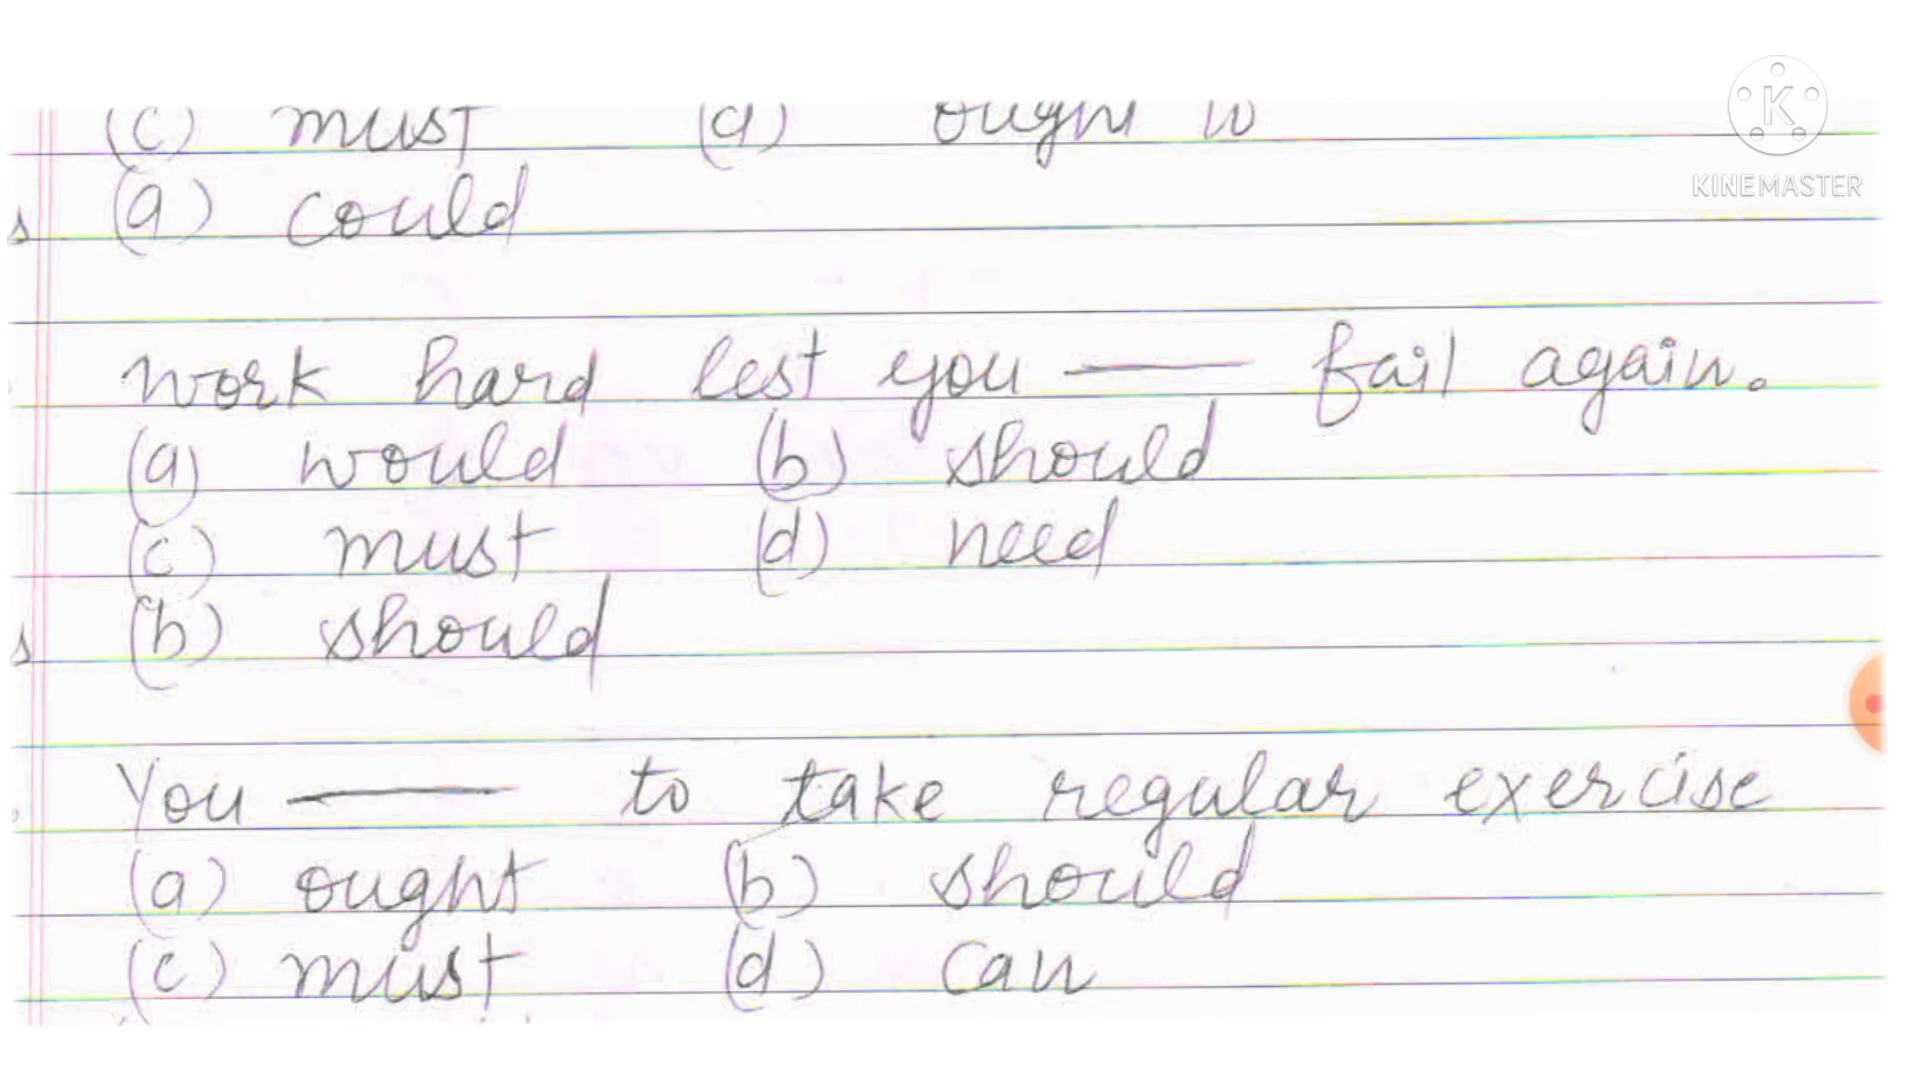 (c) must (d) ought to
K
KINEMASTER
s (a) could
Work hard lest you —— fail again.
(a) would (b) should
(c) must (d) need
s (b) should
You —— to take regular exercise
(a) ought (b) should
(c) must (d) can